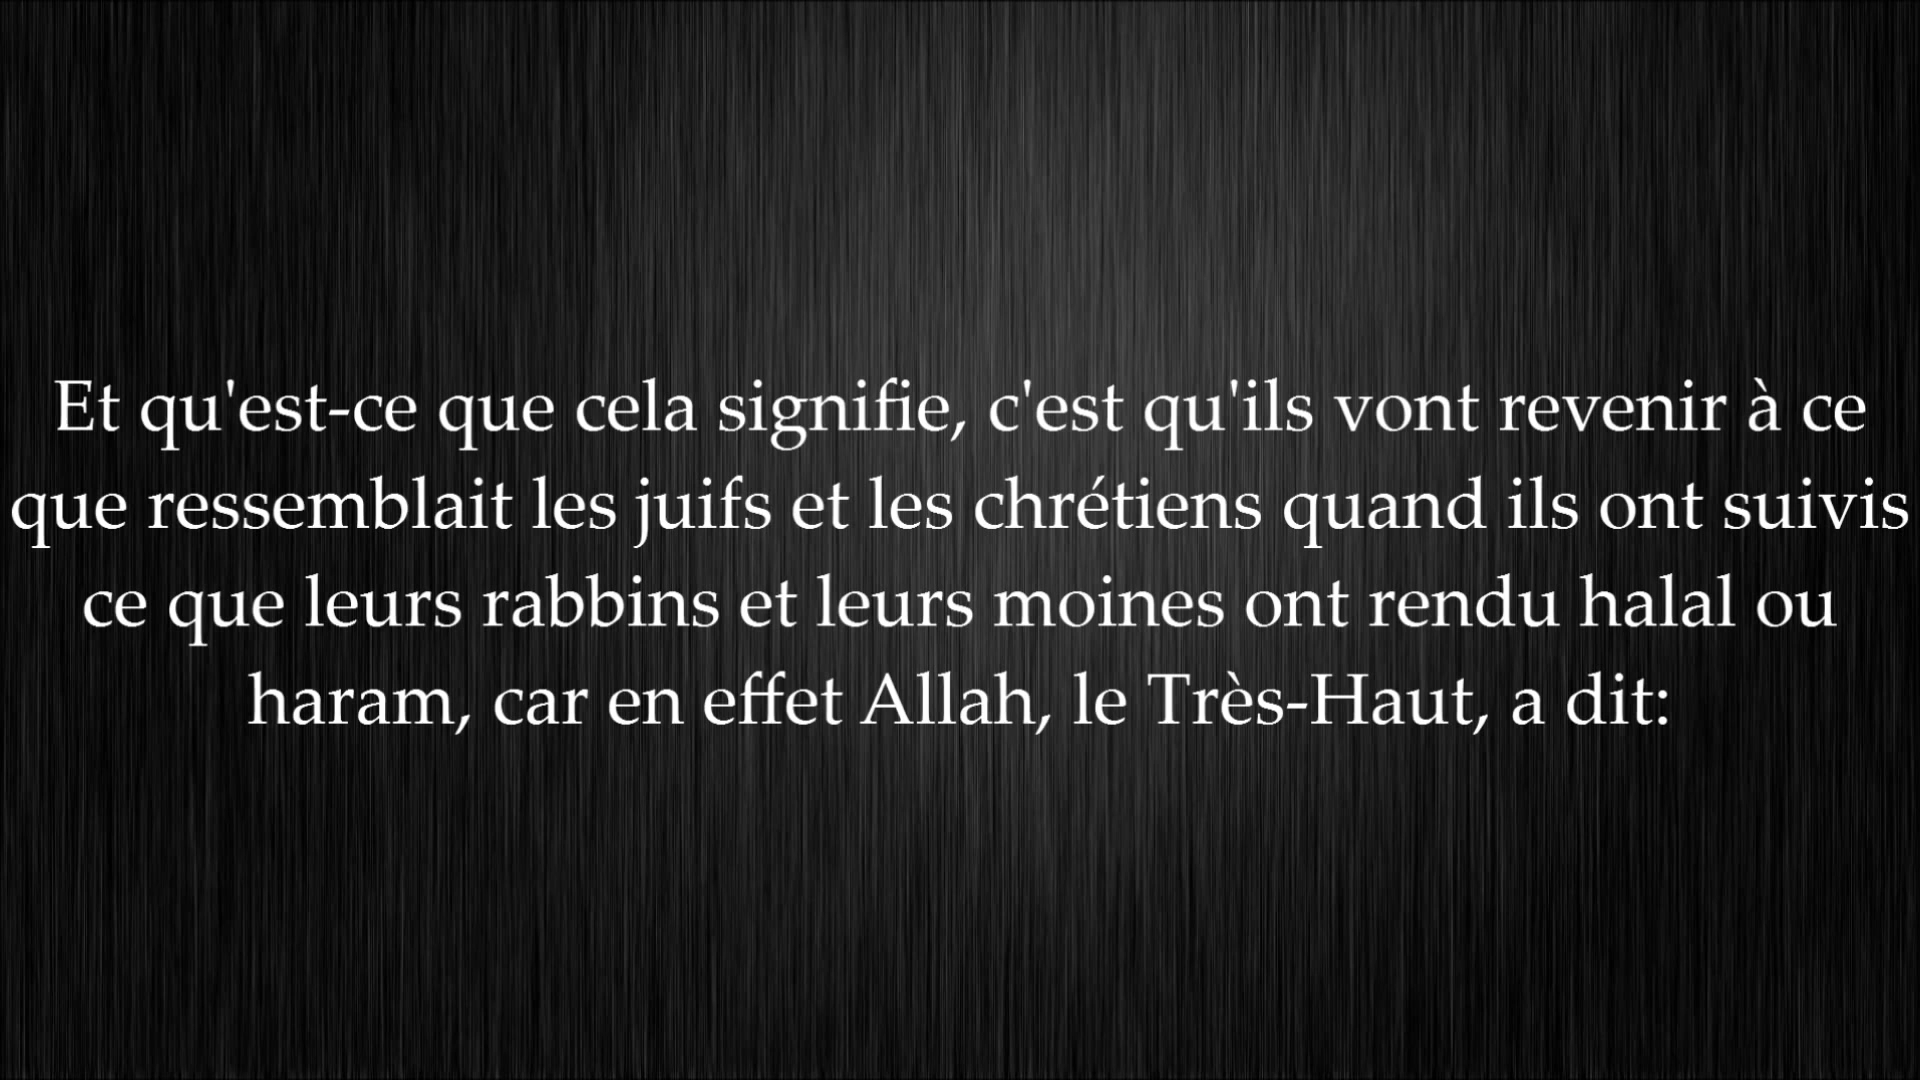 Et qu'est-ce que cela signifie, c'est qu'ils vont revenir à ce
que ressemblait les juifs et les chrétiens quand ils ont suivis
ce que leurs rabbins et leurs moines ont rendu halal ou
haram, car en effet Allah, le Très-Haut, a dit: